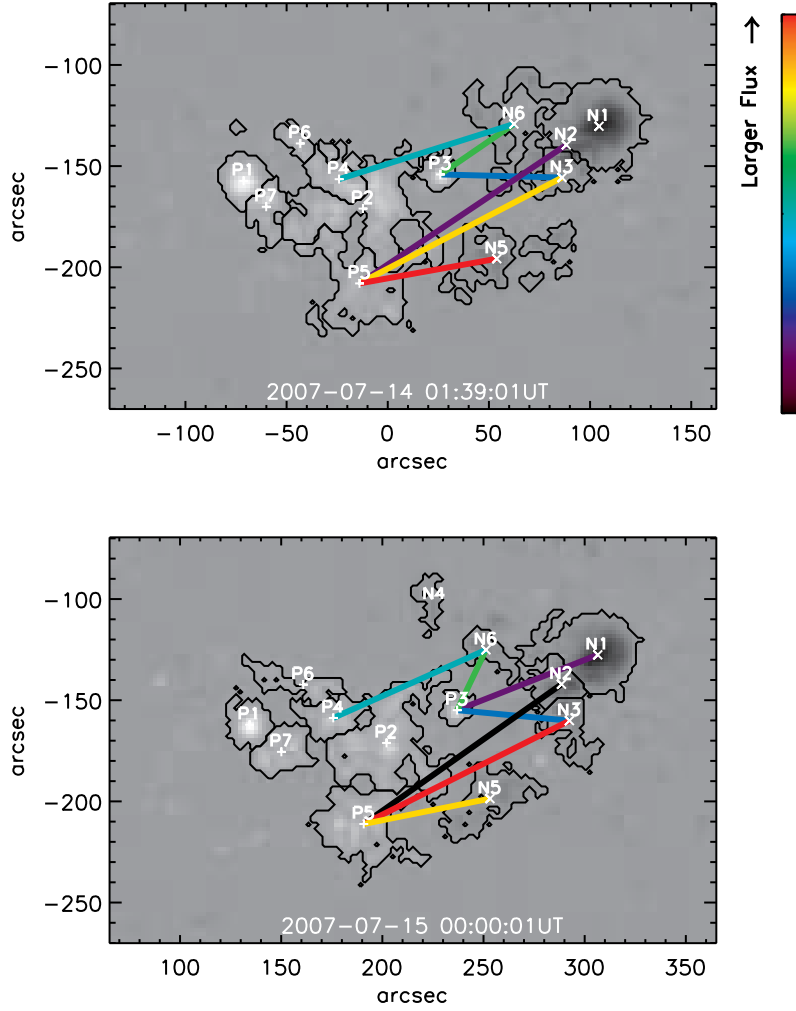 −100
−150
−200
−250
arcsec
P6
P1
P7
P4
P2
P3
P5
N6
N2
N1
N3
N5
2007−07−14 01:39:01UT
−100 −50 0 50 100 150
arcsec
Larger Flux →
−100
−150
−200
−250
arcsec
N4
P6
P1
P7
P4
P2
P3
P5
N6
N2
N1
N3
N5
2007−07−15 00:00:01UT
100 150 200 250 300 350
arcsec